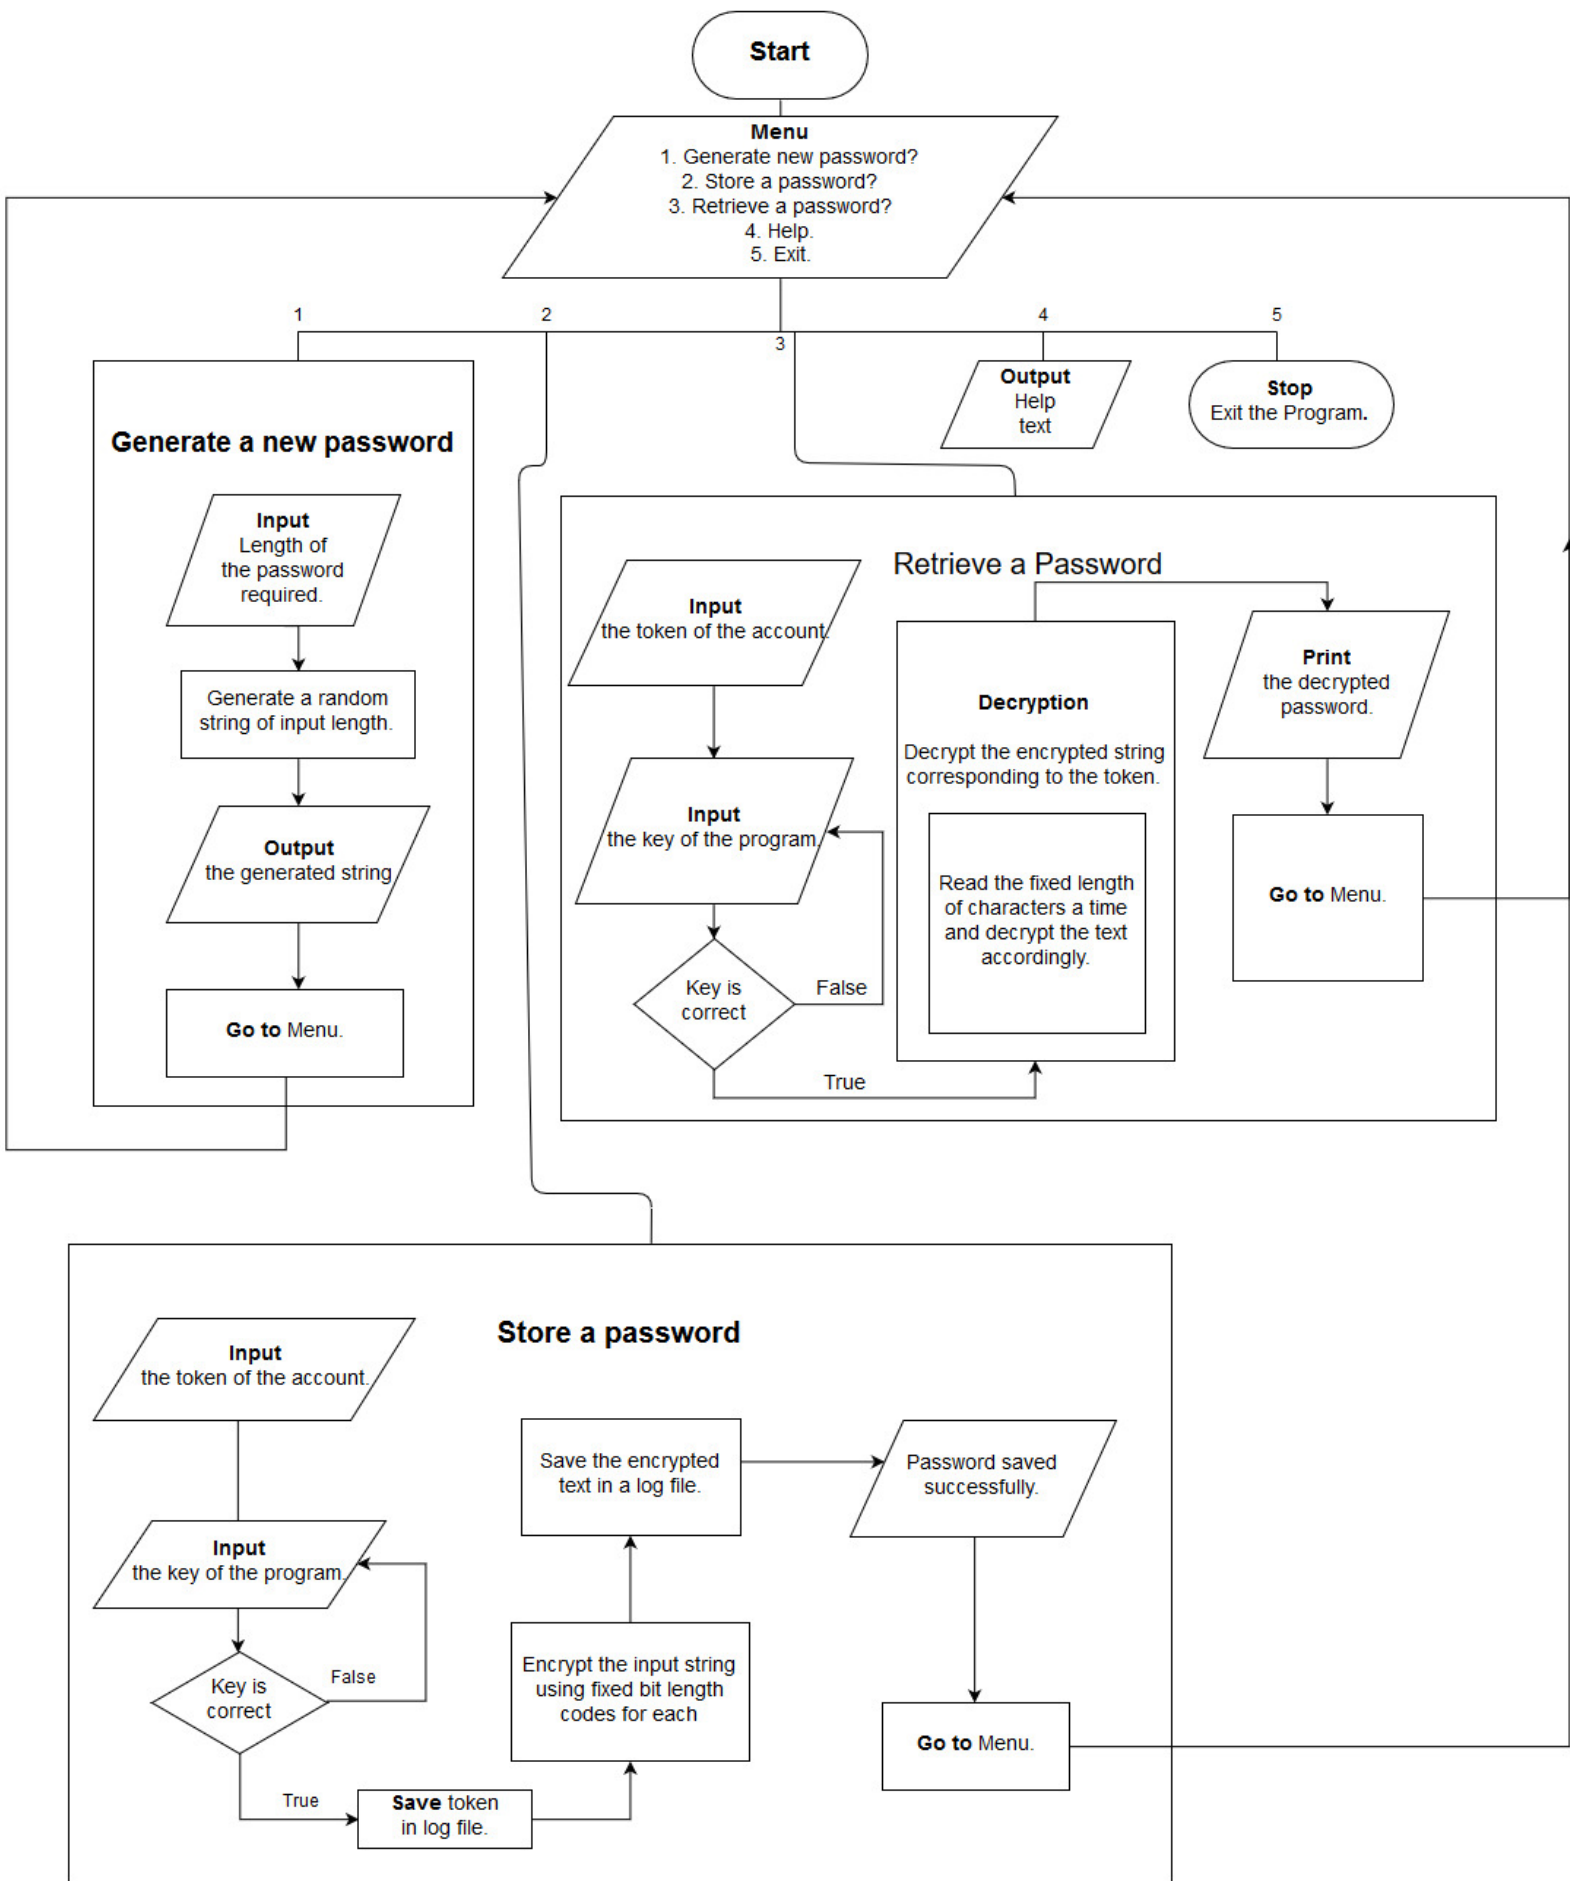 Start
Menu
1. Generate new password?
2. Store a password?
3. Retrieve a password?
4. Help.
5. Exit.
1
2
3
4
5
Output
Help
text
Stop
Exit the Program.
Generate a new password
Input
Length of
the password
required.
Generate a random
string of input length.
Output
the generated string
Go to Menu.
Retrieve a Password
Input
the token of the account.
Input
the key of the program.
Key is
correct
False
True
Decryption
Decrypt the encrypted string
corresponding to the token.
Read the fixed length
of characters a time
and decrypt the text
accordingly.
Print
the decrypted
password.
Go to Menu.
Store a password
Input
the token of the account.
Input
the key of the program.
Key is
correct
False
True
Save token
in log file.
Encrypt the input string
using fixed bit length
codes for each
Save the encrypted
text in a log file.
Password saved
successfully.
Go to Menu.